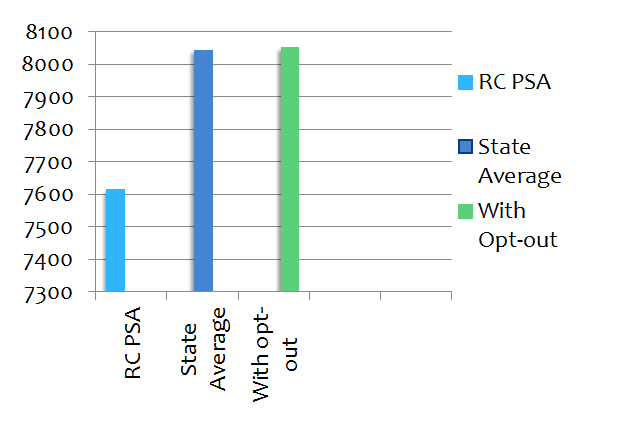 8100
8000
7900
7800
7700
7600
7500
7400
7300
RC PSA
State
Average
With opt-
out
RC PSA
State
Average
With
Opt-out